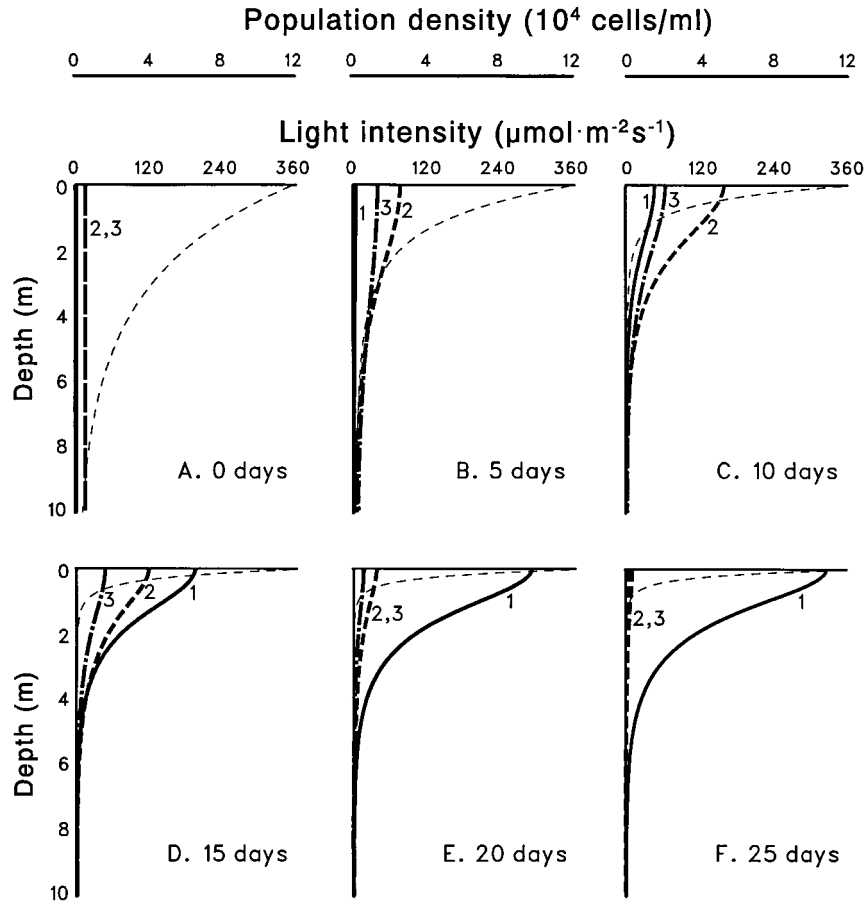 Population density (10⁴ cells/ml)
0 4 8 12 0 4 8 12 0 4 8 12
Light intensity (μmol·m⁻²s⁻¹)
0 120 240 360 0 120 240 360 0 120 240 360
Depth (m)
0
2
4
6
8
10
2,3
A. 0 days
1
3
2
B. 5 days
1
3
2
C. 10 days
Depth (m)
0
2
4
6
8
10
3
2
1
D. 15 days
2,3
1
E. 20 days
2,3
1
F. 25 days